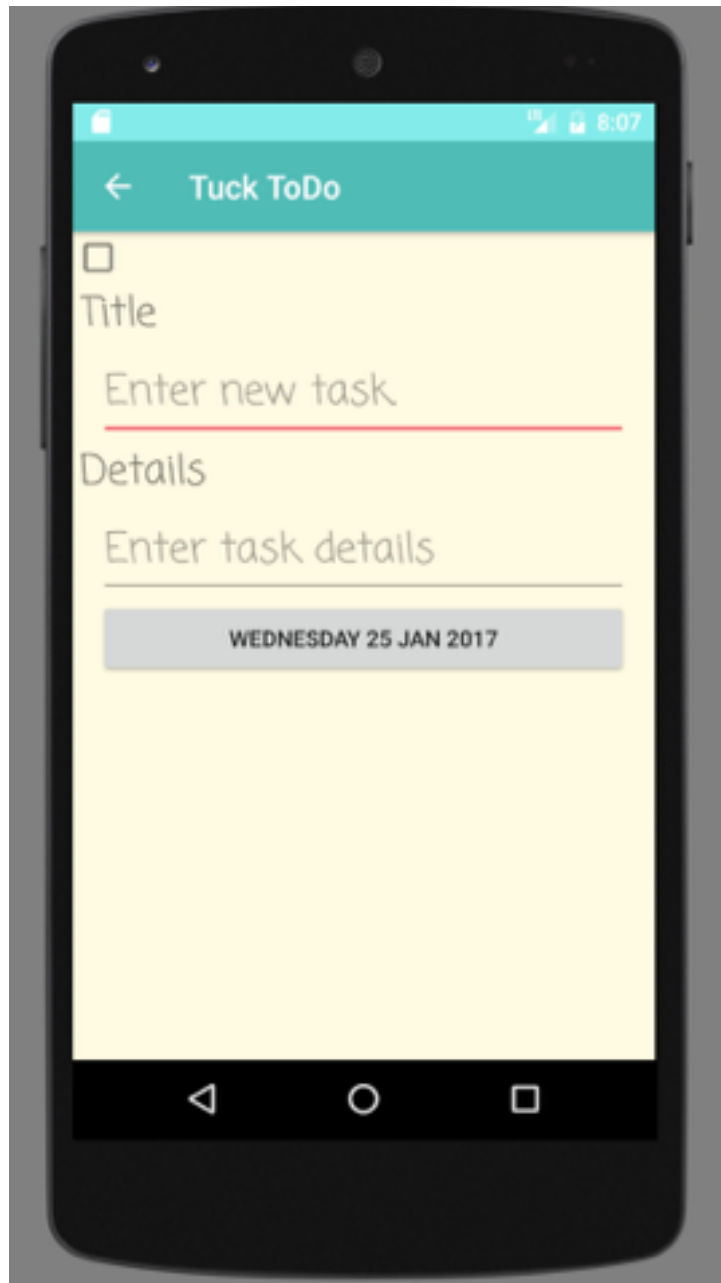 8:07
Tuck ToDo
Title
Enter new task
Details
Enter task details
WEDNESDAY 25 JAN 2017